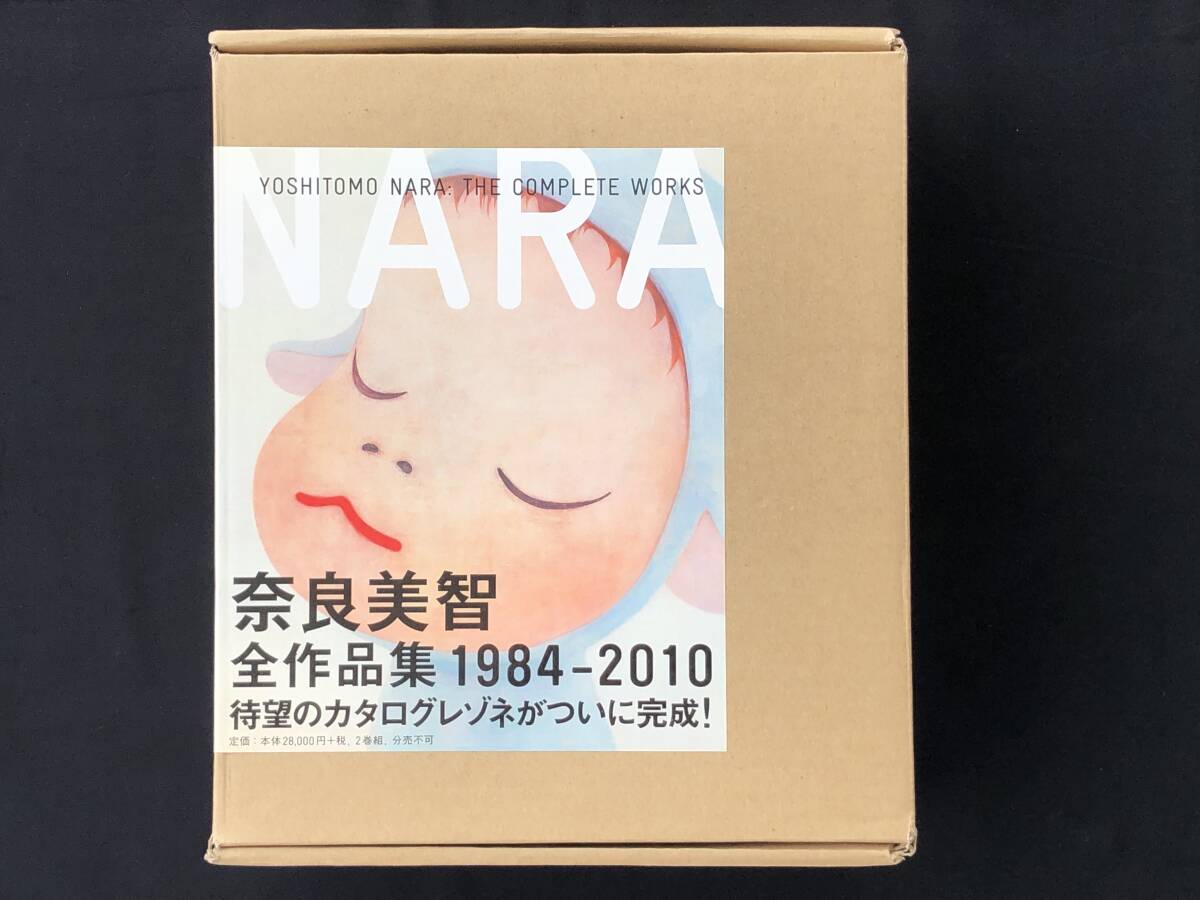 NARA
YOSHITOMO NARA: THE COMPLETE WORKS
奈良美智
全作品集 1984-2010
待望のカタログレゾネがついに完成!
定価:本体28,000円+税、2巻組、分売不可